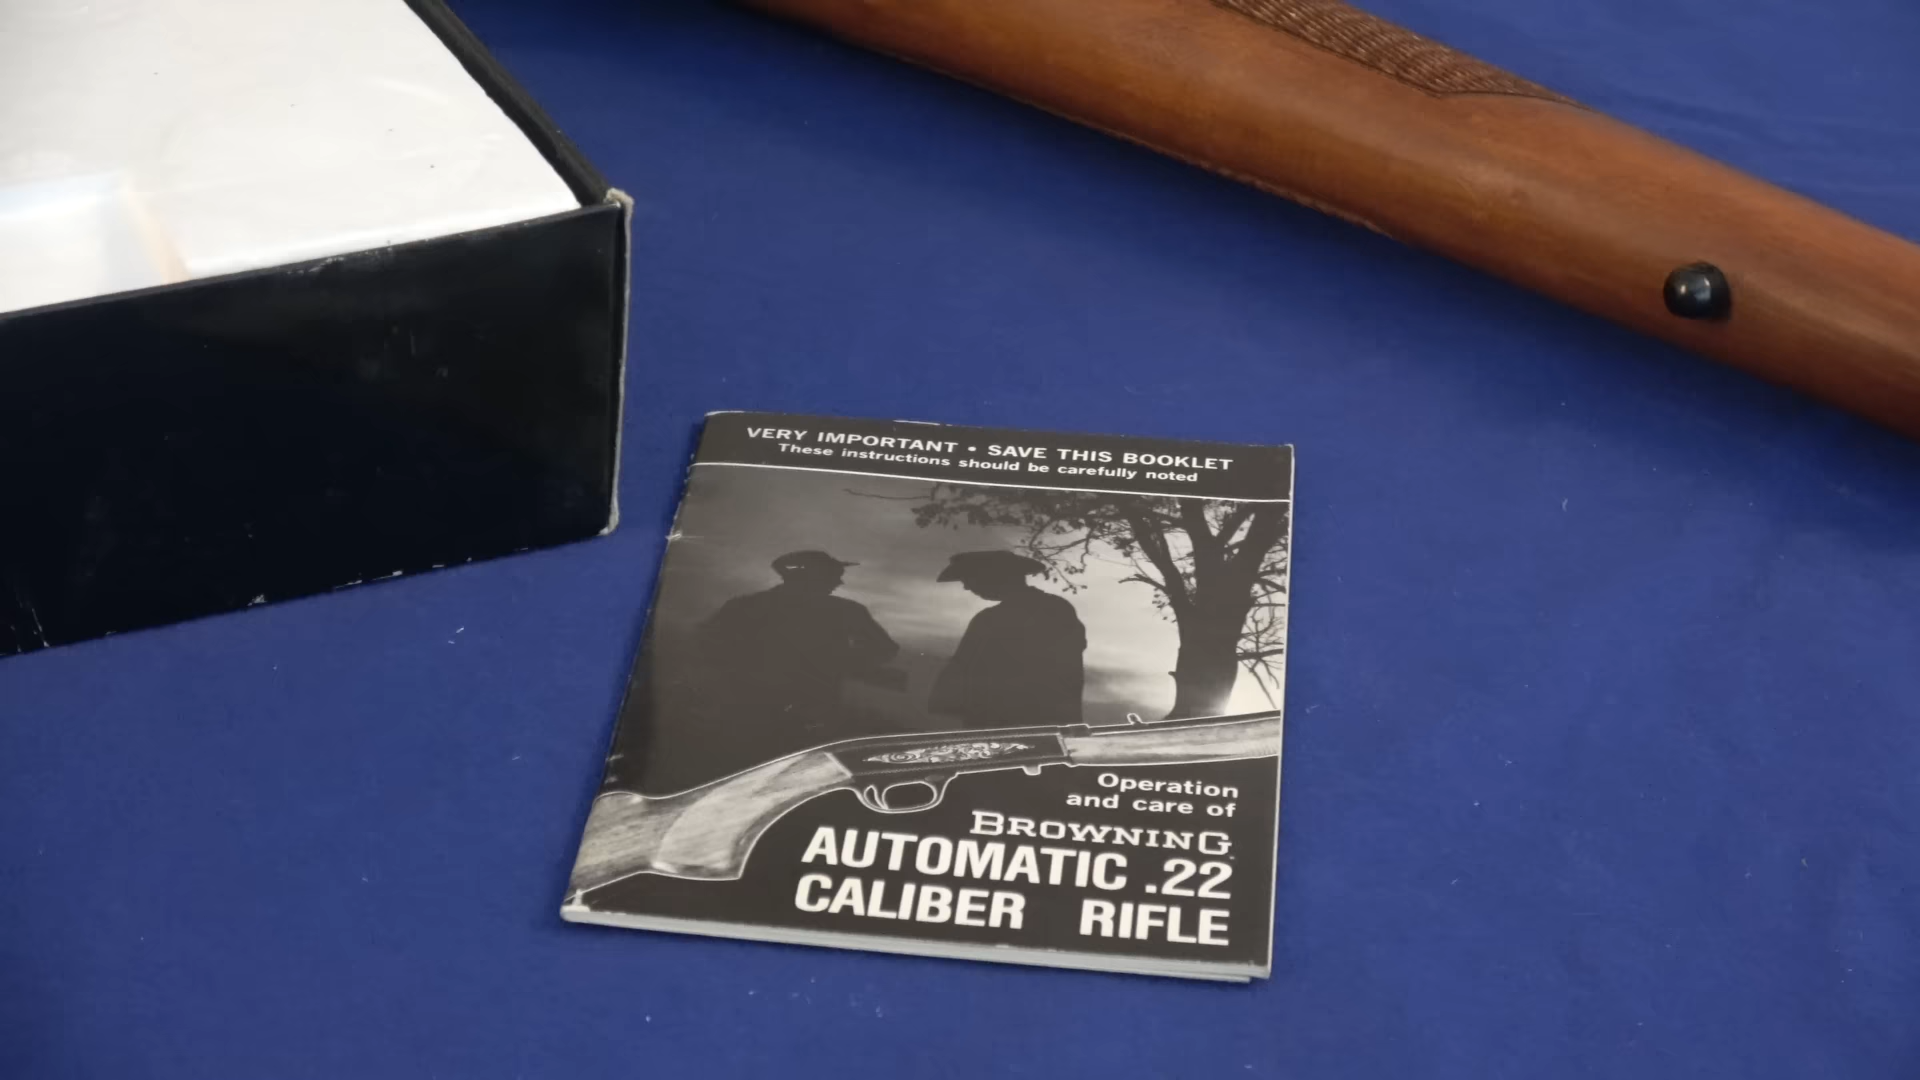 VERY IMPORTANT • SAVE THIS BOOKLET
These instructions should be carefully noted
Operation
and care of
BROWNING
AUTOMATIC .22
CALIBER RIFLE